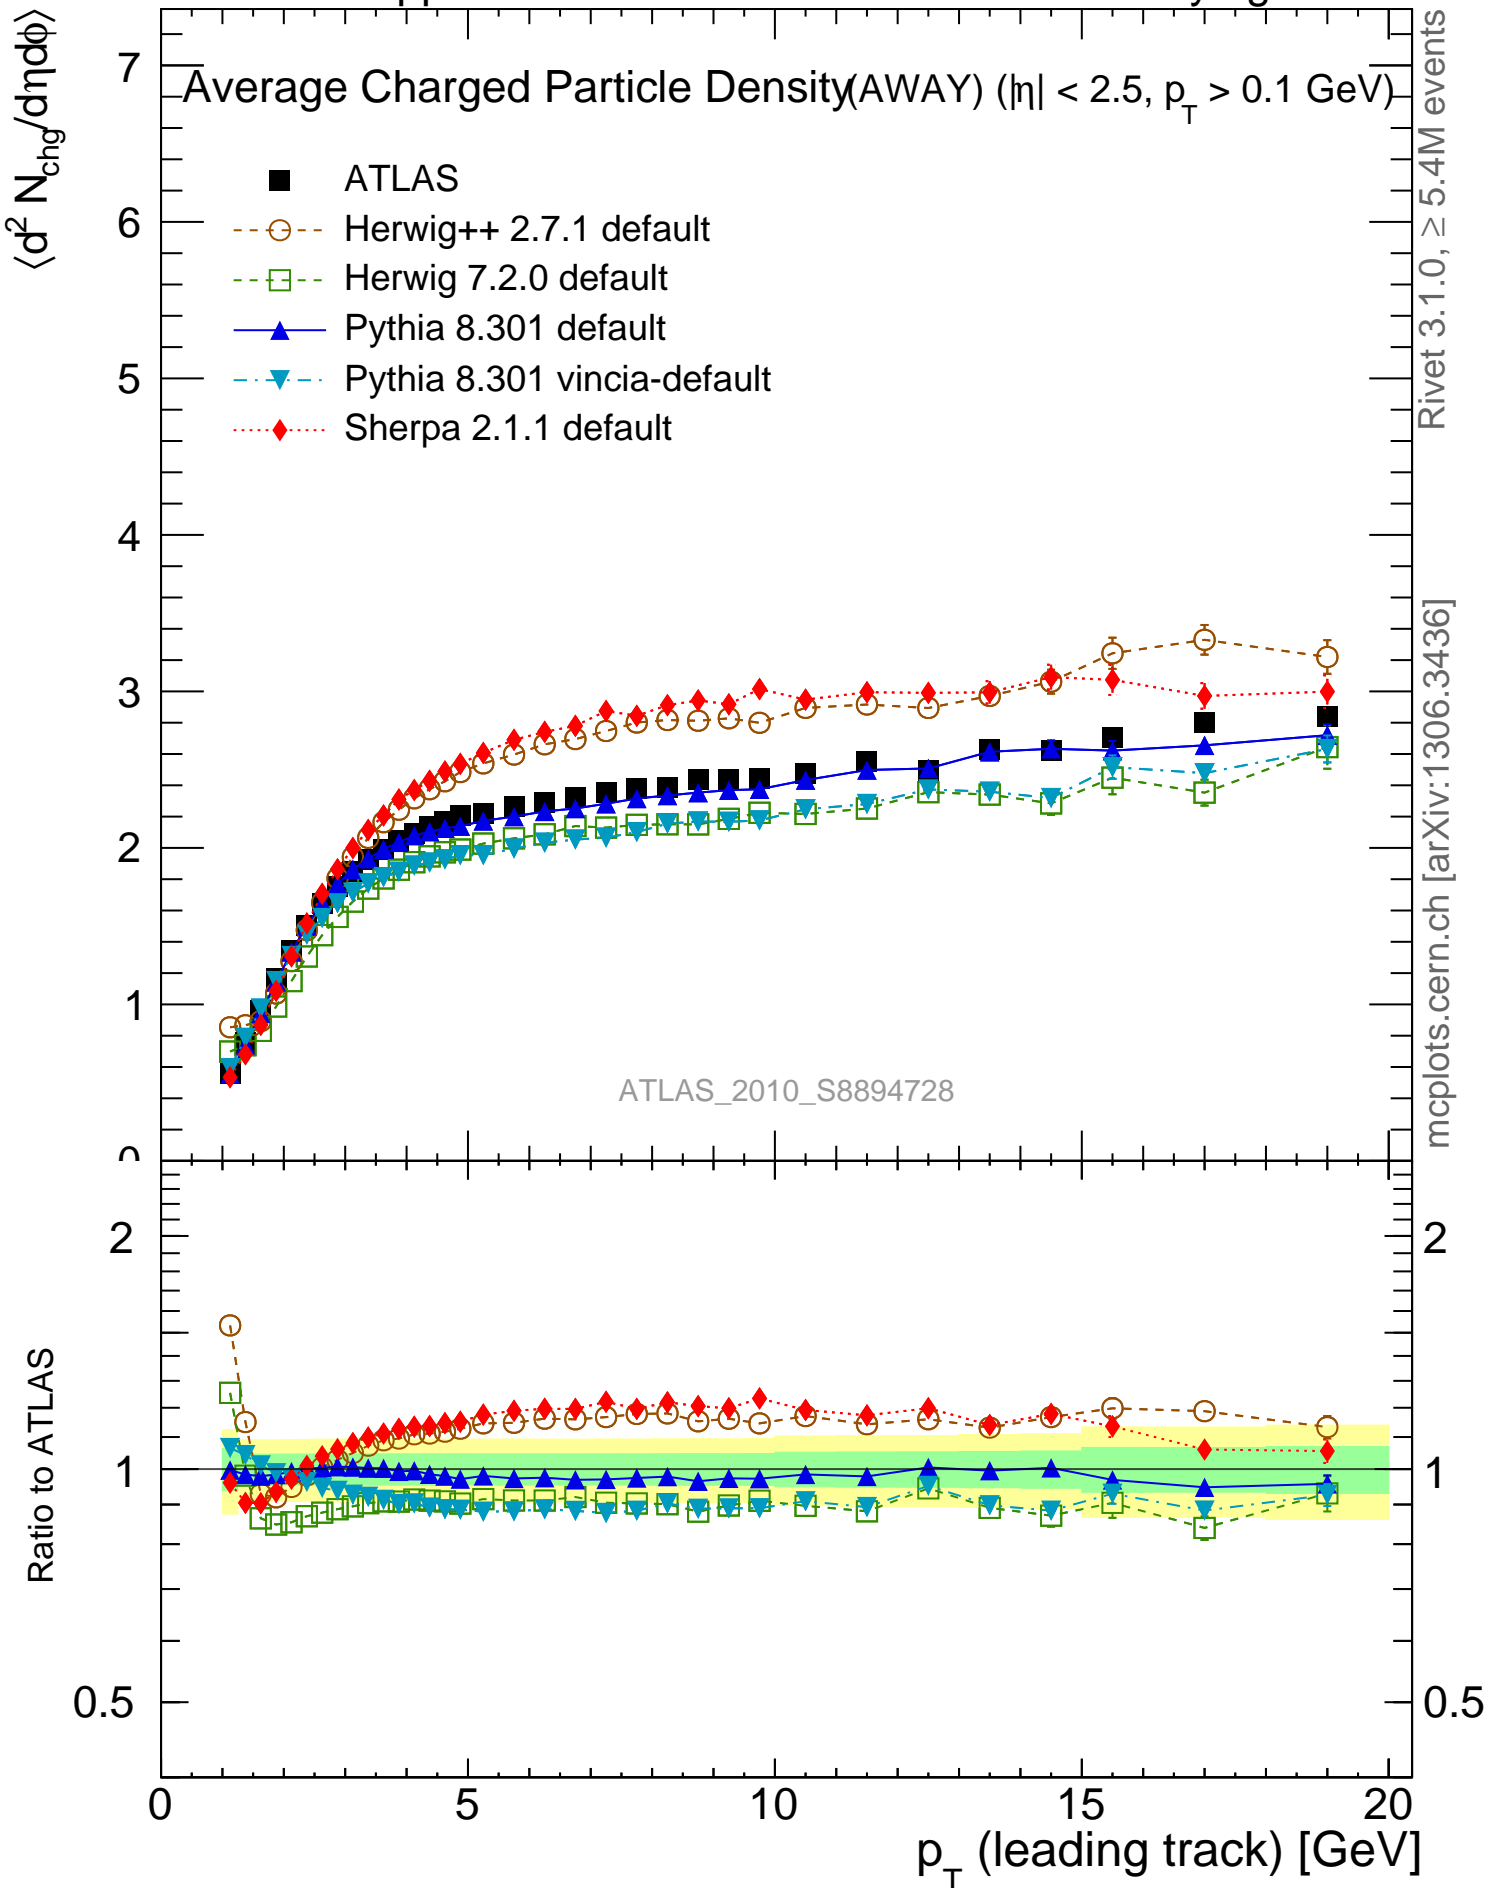 Average Charged Particle Density(AWAY) (|η| < 2.5, p_T > 0.1 GeV)
⟨d² N_chg/dηdϕ⟩
ATLAS
Herwig++ 2.7.1 default
Herwig 7.2.0 default
Pythia 8.301 default
Pythia 8.301 vincia-default
Sherpa 2.1.1 default
7
6
5
4
3
2
1
0
ATLAS_2010_S8894728
Rivet 3.1.0, ≥ 5.4M events
mcplots.cern.ch [arXiv:1306.3436]
Ratio to ATLAS
2
1
0.5
2
1
0.5
0
5
10
15
20
p_T (leading track) [GeV]